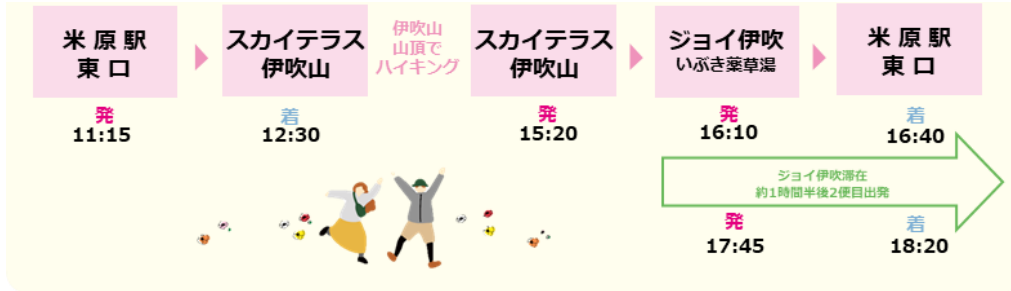 米原駅
東口
スカイテラス
伊吹山
伊吹山
山頂で
ハイキング
スカイテラス
伊吹山
ジョイ伊吹
いぶき薬草湯
米原駅
東口
発
11:15
着
12:30
発
15:20
発
16:10
着
16:40
ジョイ伊吹滞在
約1時間半後2便目出発
発
17:45
着
18:20